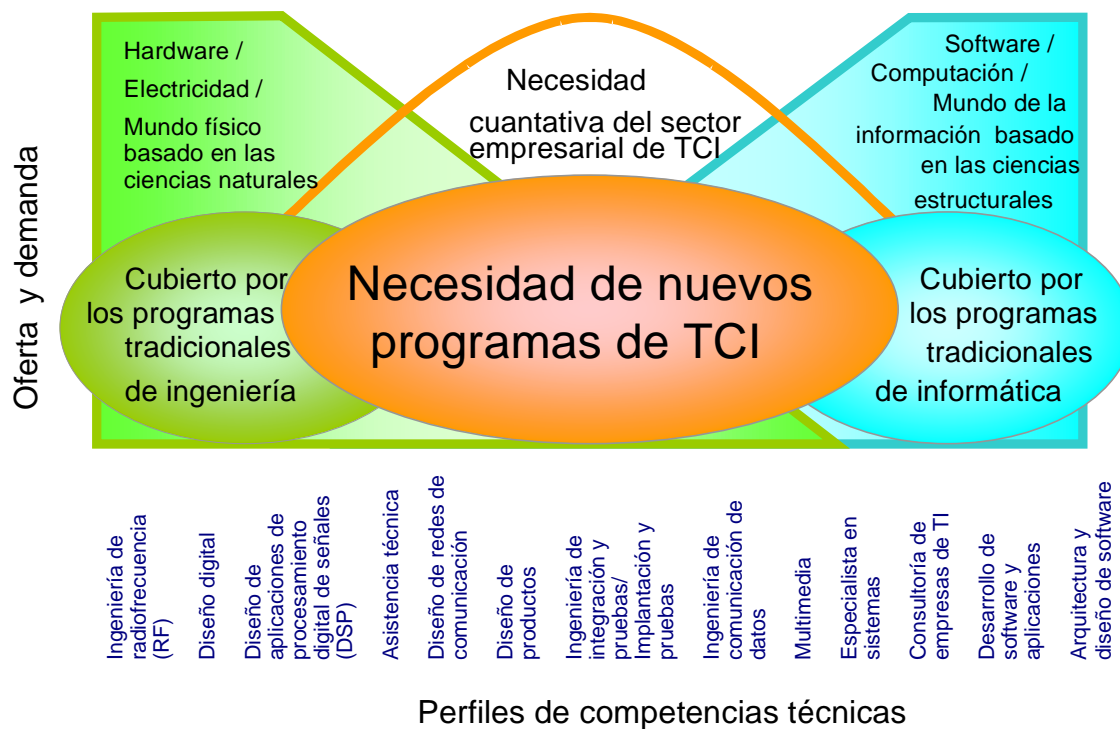 Hardware /
Electricidad /
Mundo físico
basado en las
ciencias naturales
Necesidad
cuantativa del sector
empresarial de TCI
Software /
Computación /
Mundo de la
información basado
en las ciencias
estructurales
Oferta y demanda
Cubierto por
los programas
tradicionales
de ingeniería
Necesidad de nuevos
programas de TCI
Cubierto por
los programas
tradicionales
de informática
Ingeniería de
radiofrecuencia
(RF)
Diseño digital
Diseño de
aplicaciones de
procesamiento
digital de señales
(DSP)
Asistencia técnica
Diseño de redes de
comunicación
Diseño de
productos
Ingeniería de
integración y
pruebas/
Implantación y
pruebas
Ingeniería de
comunicación de
datos
Multimedia
Especialista en
sistemas
Consultoría de
empresas de TI
Desarrollo de
software y
aplicaciones
Arquitectura y
diseño de software
Perfiles de competencias técnicas